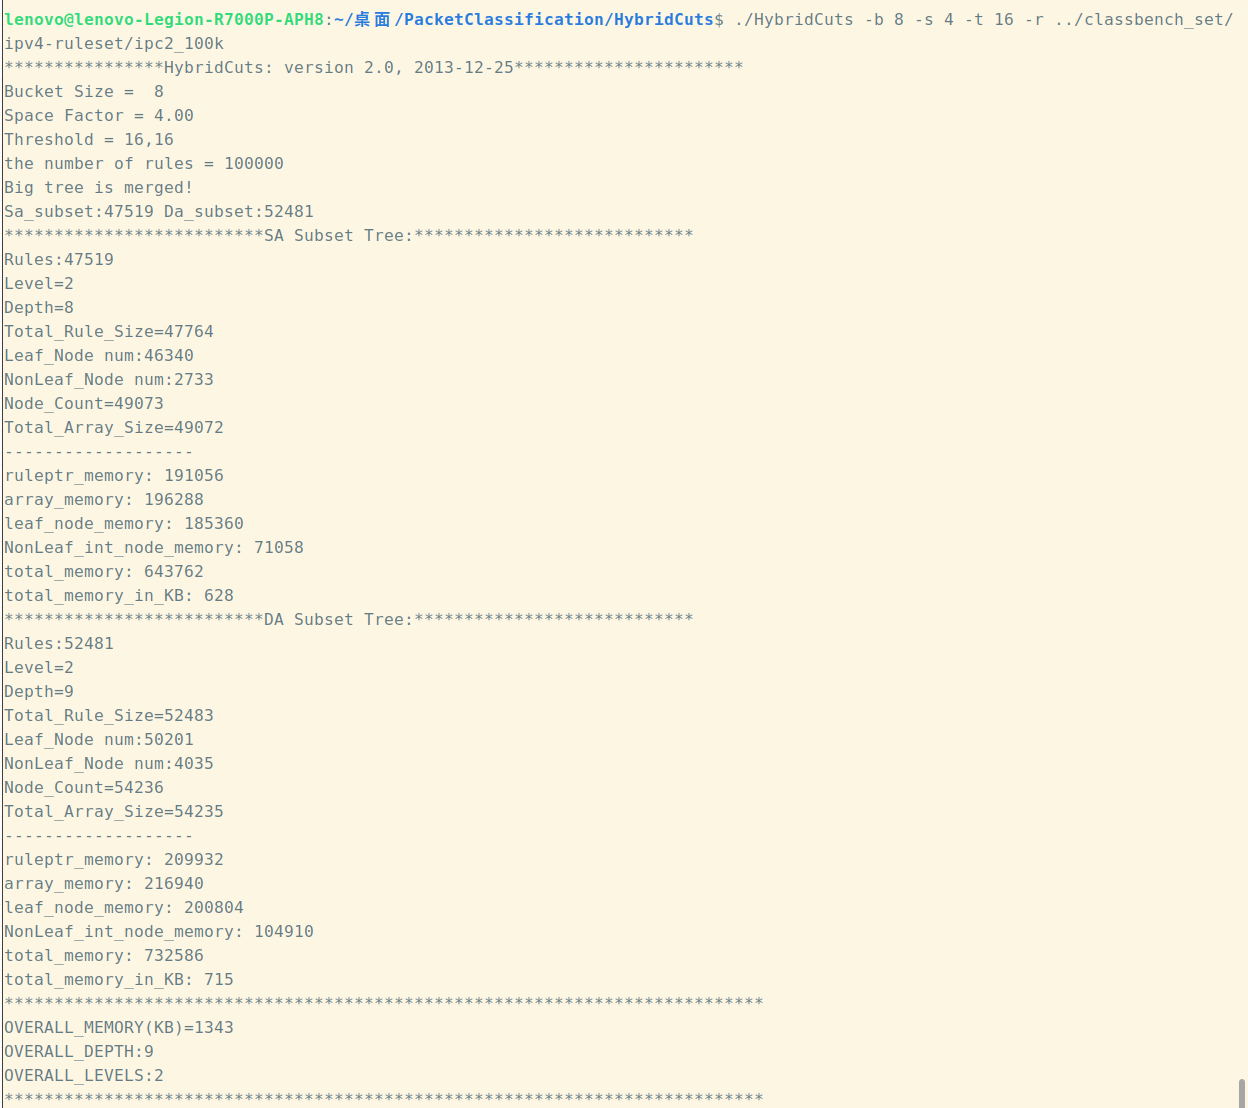 lenovo@lenovo-Legion-R7000P-APH8:~/桌面/PacketClassification/HybridCuts$ ./HybridCuts -b 8 -s 4 -t 16 -r ../classbench_set/
ipv4-ruleset/ipc2_100k
****************HybridCuts: version 2.0, 2013-12-25***********************
Bucket Size =  8
Space Factor = 4.00
Threshold = 16,16
the number of rules = 100000
Big tree is merged!
Sa_subset:47519 Da_subset:52481
**************************SA Subset Tree:****************************
Rules:47519
Level=2
Depth=8
Total_Rule_Size=47764
Leaf_Node num:46340
NonLeaf_Node num:2733
Node_Count=49073
Total_Array_Size=49072
-------------------
ruleptr_memory: 191056
array_memory: 196288
leaf_node_memory: 185360
NonLeaf_int_node_memory: 71058
total_memory: 643762
total_memory_in_KB: 628
**************************DA Subset Tree:****************************
Rules:52481
Level=2
Depth=9
Total_Rule_Size=52483
Leaf_Node num:50201
NonLeaf_Node num:4035
Node_Count=54236
Total_Array_Size=54235
-------------------
ruleptr_memory: 209932
array_memory: 216940
leaf_node_memory: 200804
NonLeaf_int_node_memory: 104910
total_memory: 732586
total_memory_in_KB: 715
****************************************************************************
OVERALL_MEMORY(KB)=1343
OVERALL_DEPTH:9
OVERALL_LEVELS:2
****************************************************************************